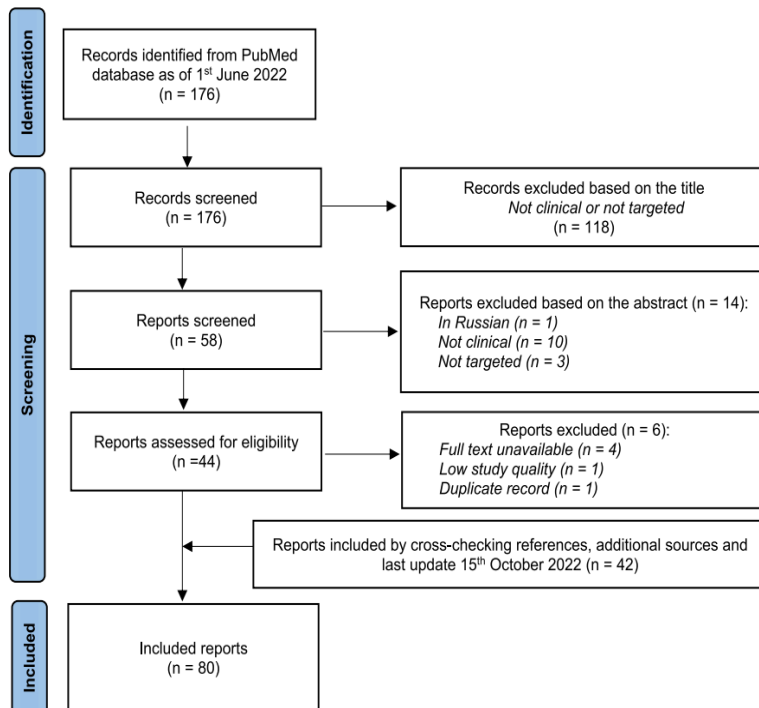 Identification
Records identified from PubMed
database as of 1st June 2022
(n = 176)
Screening
Records screened
(n = 176)
Records excluded based on the title
Not clinical or not targeted
(n = 118)
Reports screened
(n = 58)
Reports excluded based on the abstract (n = 14):
In Russian (n = 1)
Not clinical (n = 10)
Not targeted (n = 3)
Reports assessed for eligibility
(n =44)
Reports excluded (n = 6):
Full text unavailable (n = 4)
Low study quality (n = 1)
Duplicate record (n = 1)
Reports included by cross-checking references, additional sources and
last update 15th October 2022 (n = 42)
Included
Included reports
(n = 80)